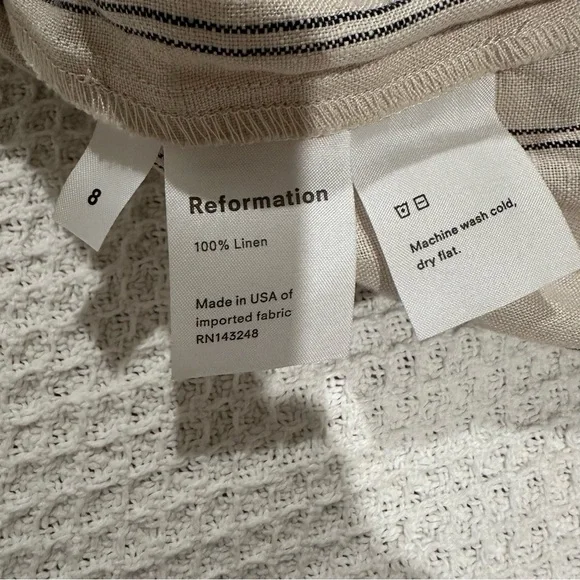 8
Reformation
100% Linen
Made in USA of
imported fabric
RN143248
Machine wash cold,
dry flat.